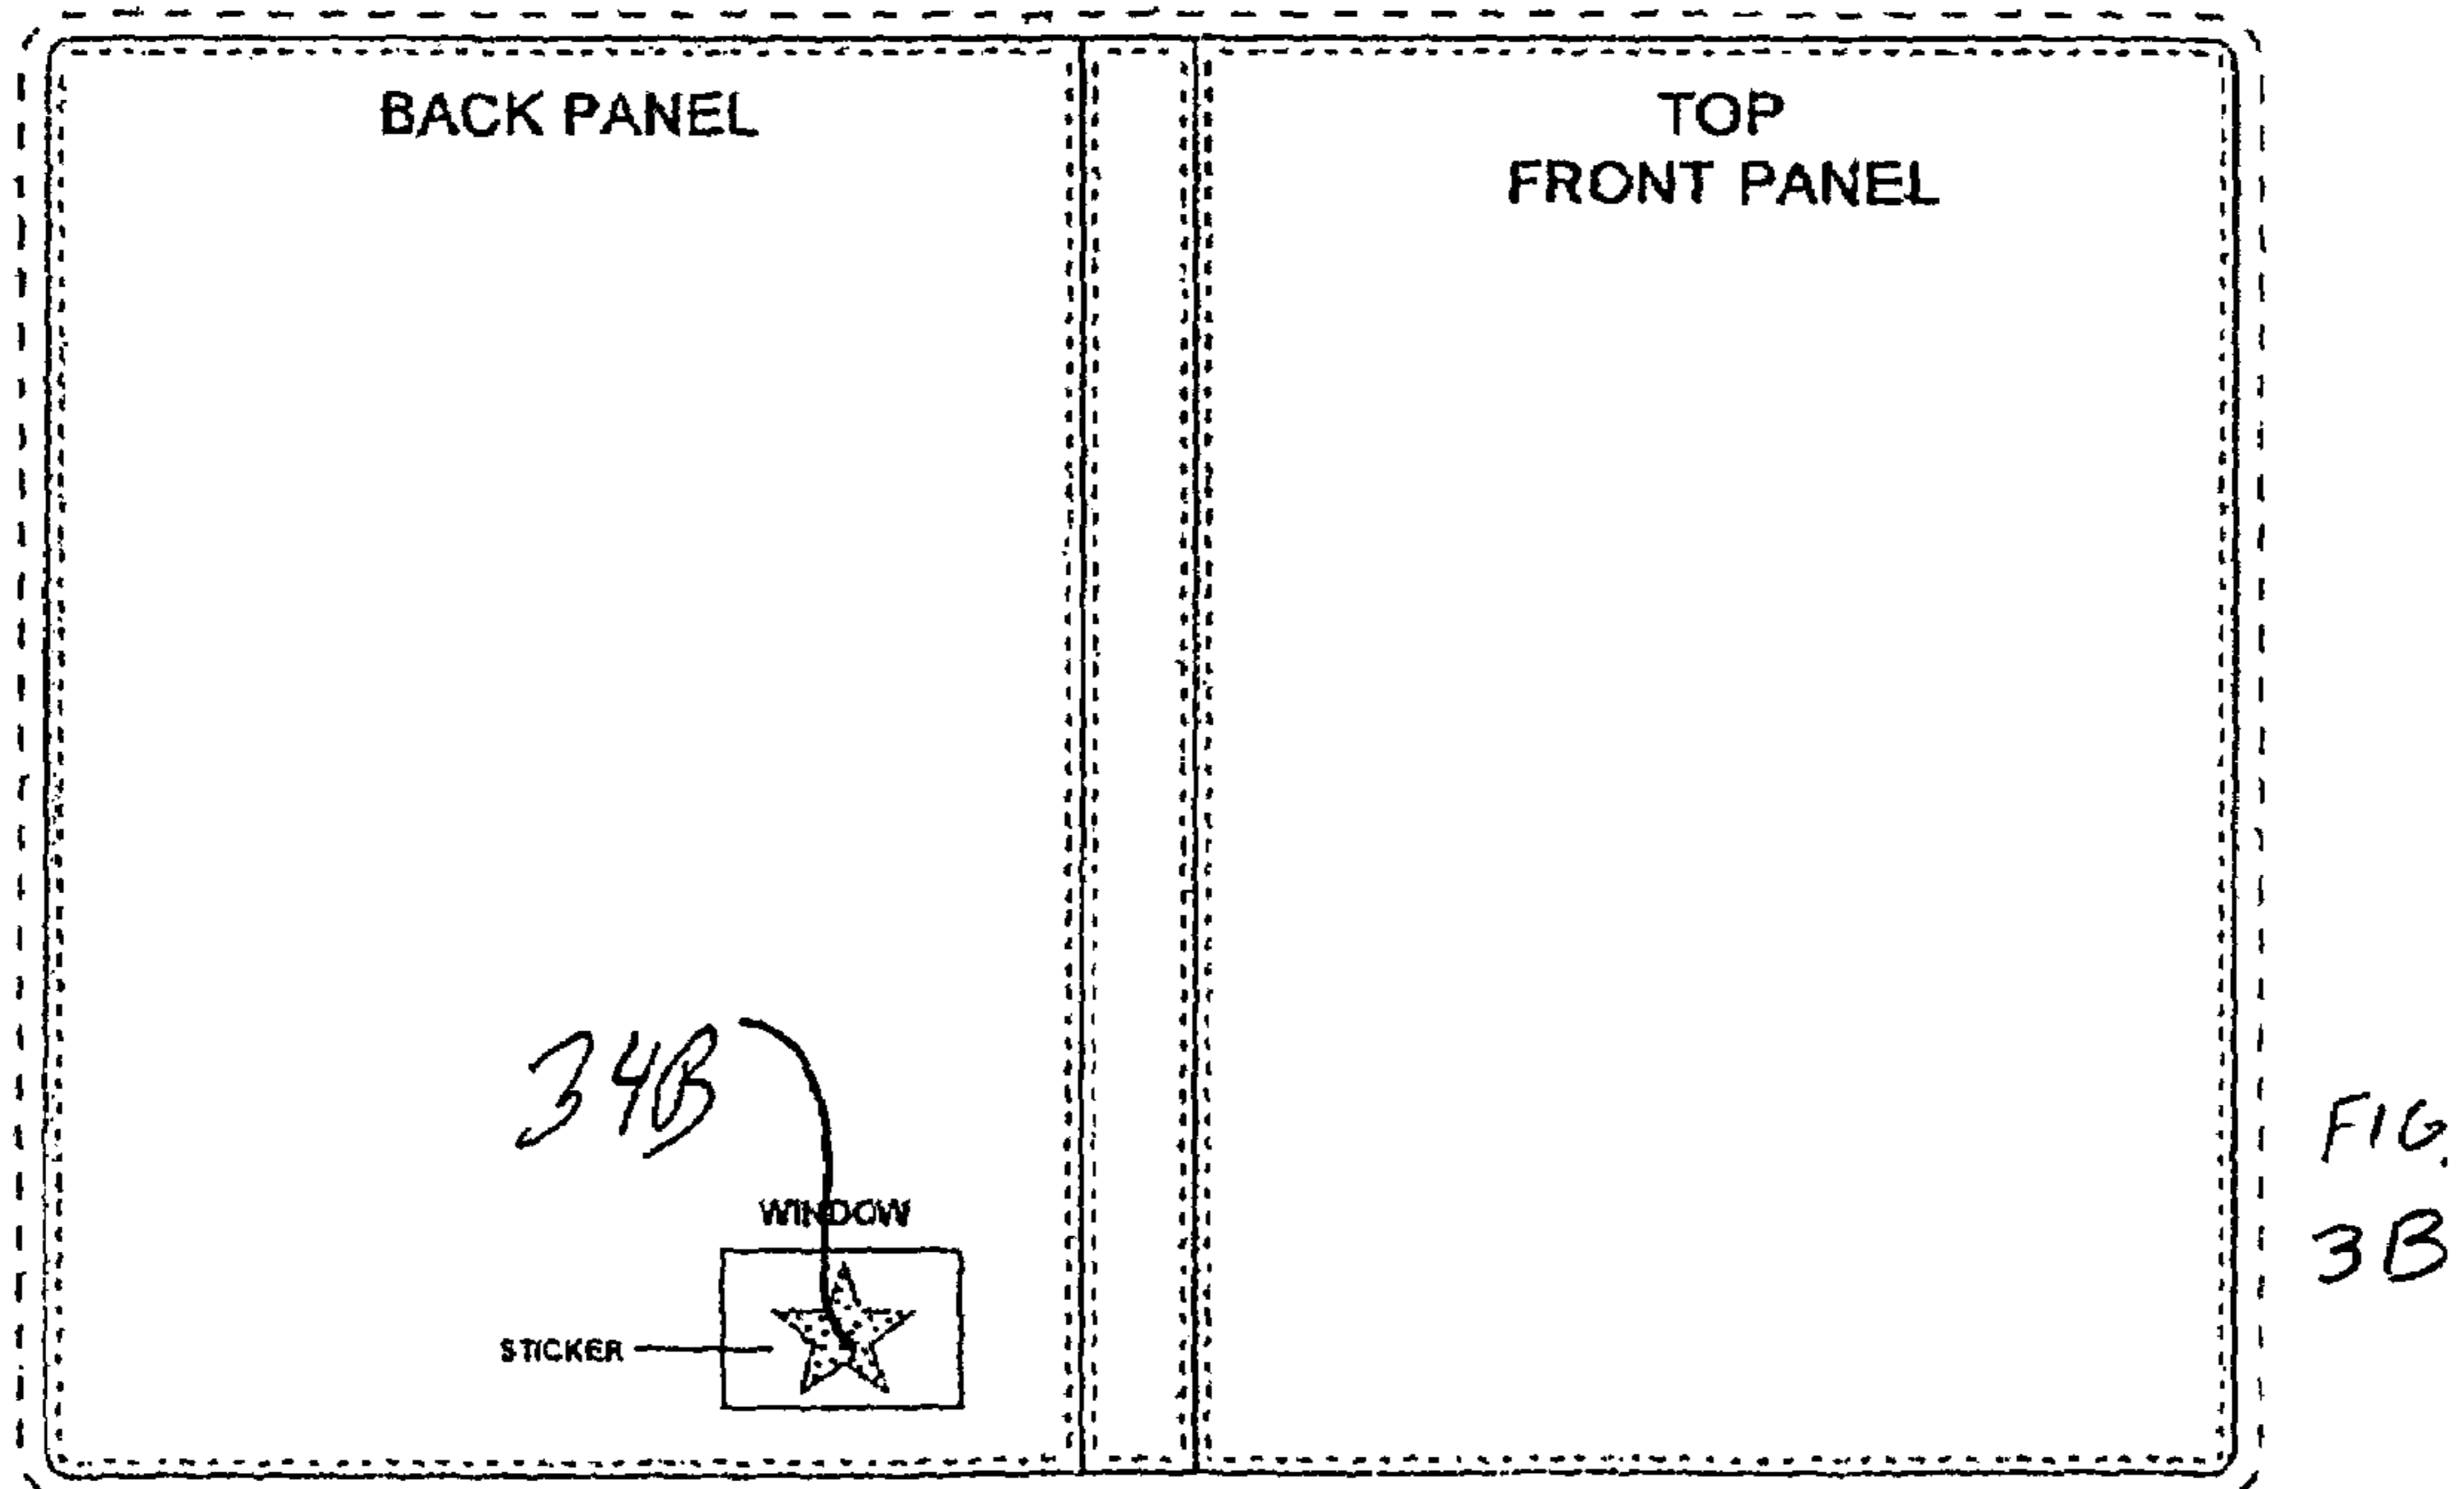 BACK PANEL
TOP
FRONT PANEL
34B
WINDOW
STICKER
FIG.
3B